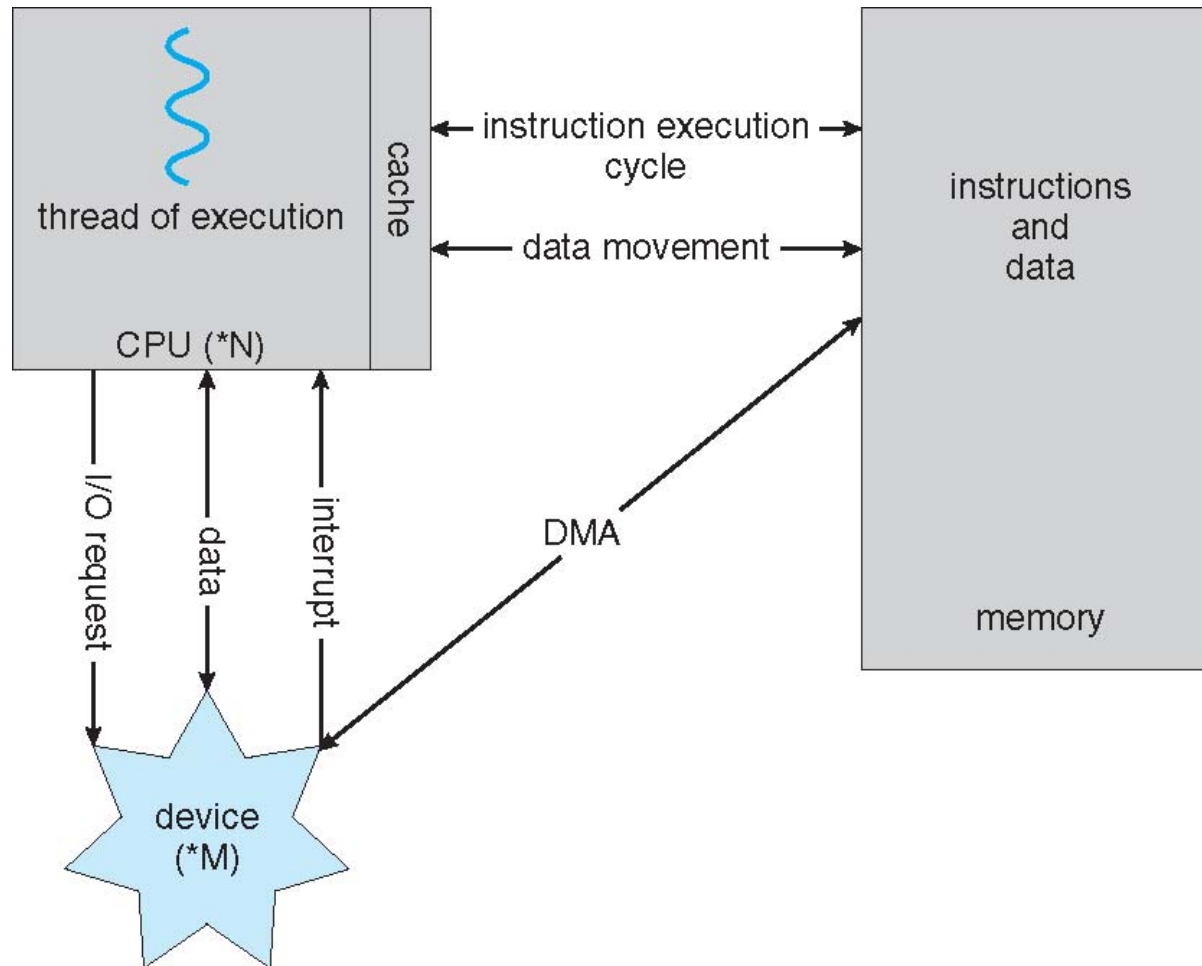 thread of execution
cache
CPU (*N)
instruction execution
cycle
data movement
instructions
and
data
memory
I/O request
data
interrupt
DMA
device
(*M)